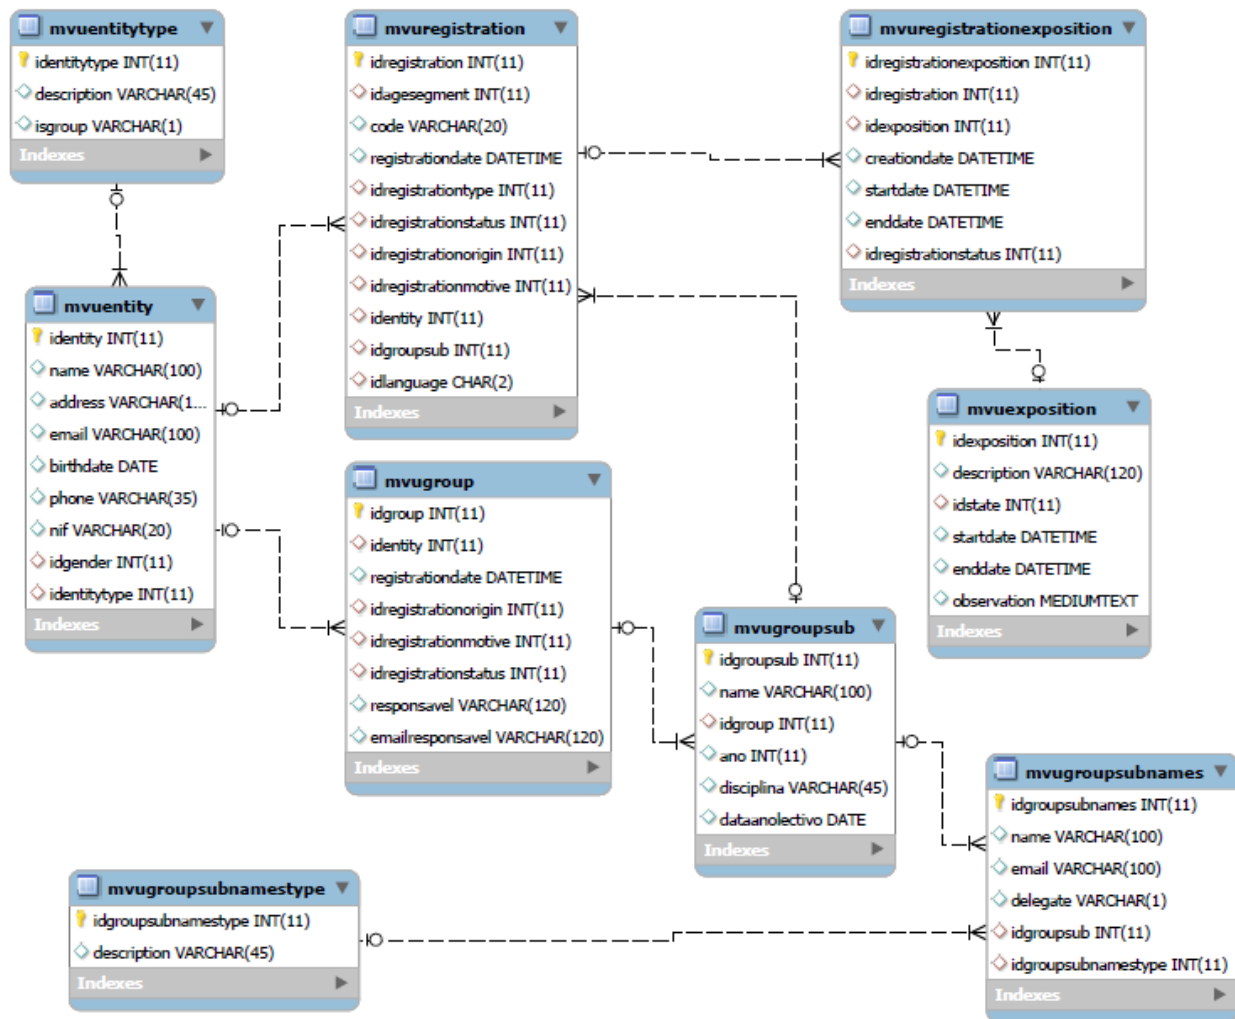 mvuentitytype
identitytype INT(11)
description VARCHAR(45)
isgroup VARCHAR(1)
Indexes
mvuregistration
idregistration INT(11)
idagesegment INT(11)
code VARCHAR(20)
registrationdate DATETIME
idregistrationtype INT(11)
idregistrationstatus INT(11)
idregistrationorigin INT(11)
idregistrationmotive INT(11)
identity INT(11)
idgroupsub INT(11)
idlanguage CHAR(2)
Indexes
mvuregistrationexposition
idregistrationexposition INT(11)
idregistration INT(11)
idexposition INT(11)
creationdate DATETIME
startdate DATETIME
enddate DATETIME
idregistrationstatus INT(11)
Indexes
mvuentity
identity INT(11)
name VARCHAR(100)
address VARCHAR(1...
email VARCHAR(100)
birthdate DATE
phone VARCHAR(35)
nif VARCHAR(20)
idgender INT(11)
identitytype INT(11)
Indexes
mvugroup
idgroup INT(11)
identity INT(11)
registrationdate DATETIME
idregistrationorigin INT(11)
idregistrationmotive INT(11)
idregistrationstatus INT(11)
responsavel VARCHAR(120)
emailresponsavel VARCHAR(120)
Indexes
mvuexposition
idexposition INT(11)
description VARCHAR(120)
idstate INT(11)
startdate DATETIME
enddate DATETIME
observation MEDIUMTEXT
Indexes
mvugroupsub
idgroupsub INT(11)
name VARCHAR(100)
idgroup INT(11)
ano INT(11)
disciplina VARCHAR(45)
dataanolectivo DATE
Indexes
mvugroupsubnames
idgroupsubnames INT(11)
name VARCHAR(100)
email VARCHAR(100)
delegate VARCHAR(1)
idgroupsub INT(11)
idgroupsubnamestype INT(11)
Indexes
mvugroupsubnamestype
idgroupsubnamestype INT(11)
description VARCHAR(45)
Indexes